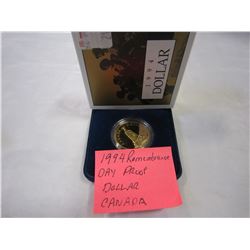 1994
DOLLAR
1994 Remembrance
DAY Proof
DOLLAR
CANADA